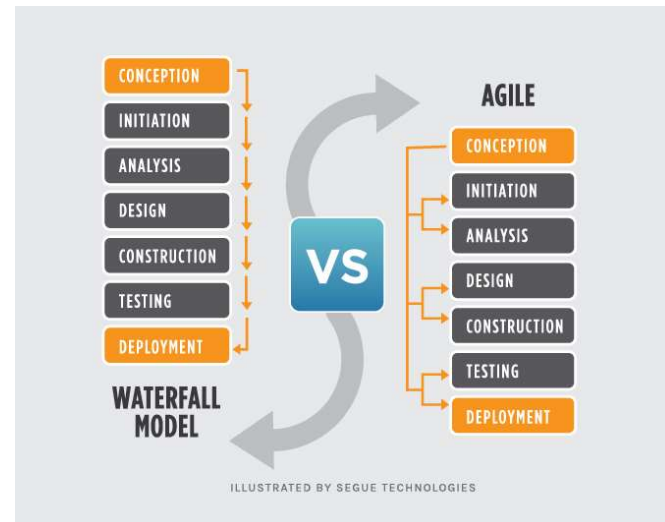 CONCEPTION
INITIATION
ANALYSIS
DESIGN
CONSTRUCTION
TESTING
DEPLOYMENT
WATERFALL
MODEL
VS
AGILE
CONCEPTION
INITIATION
ANALYSIS
DESIGN
CONSTRUCTION
TESTING
DEPLOYMENT
ILLUSTRATED BY SEGUE TECHNOLOGIES